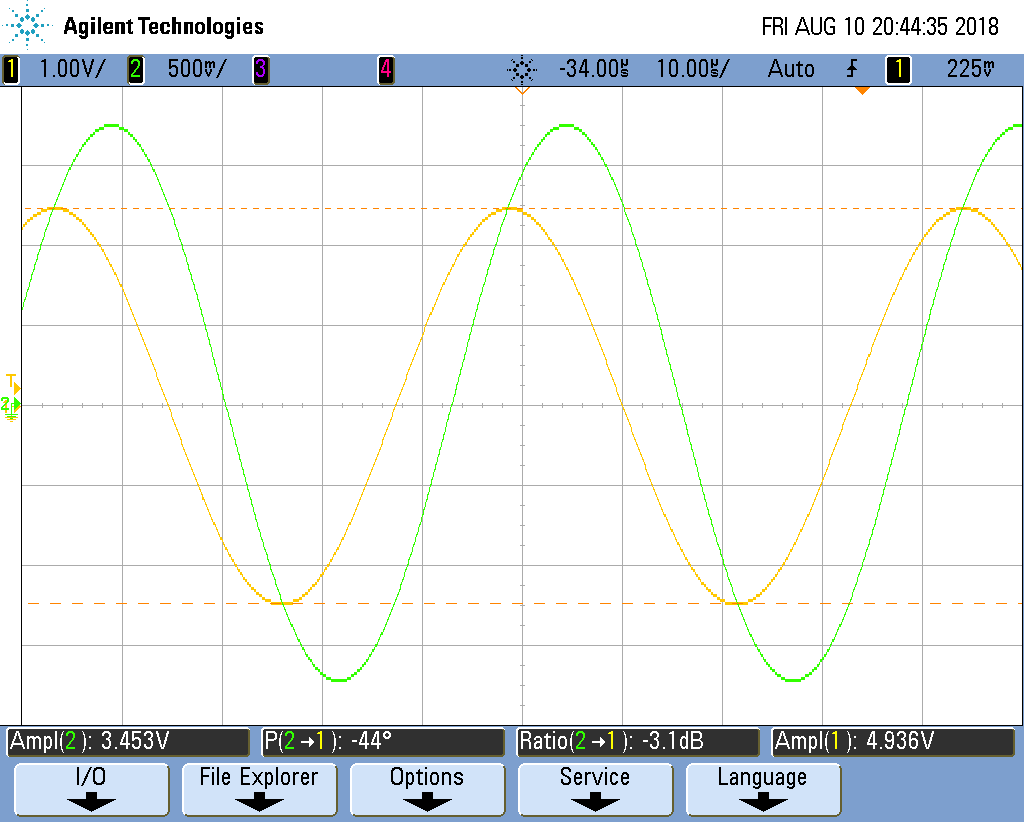 Agilent Technologies FRI AUG 10 20:44:35 2018
1 1.00V/ 2 500mV/ 3 4 -34.00µs 10.00µs/ Auto 1 225mV
T
2
Ampl(2): 3.453V P(2→1): -44° Ratio(2→1): -3.1dB Ampl(1): 4.936V
I/O File Explorer Options Service Language